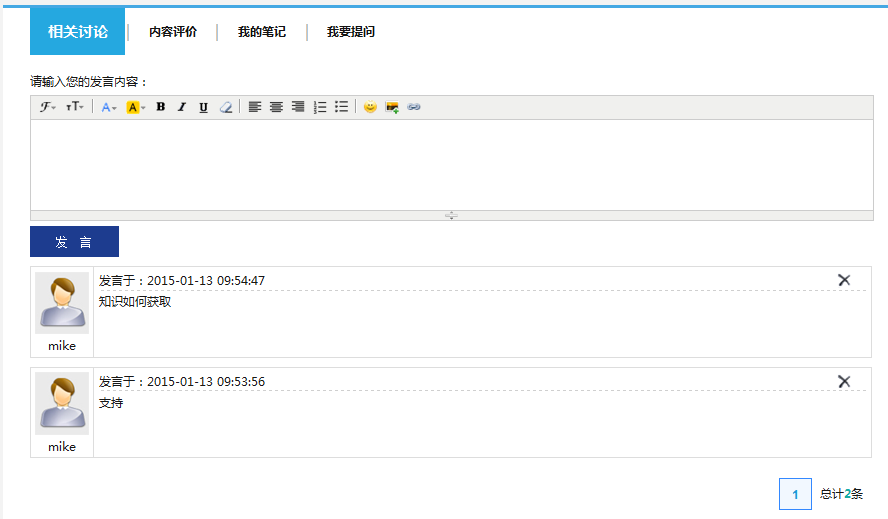 相关讨论 内容评价 我的笔记 我要提问
请输入您的发言内容：
发 言
发言于：2015-01-13 09:54:47
知识如何获取
mike
发言于：2015-01-13 09:53:56
支持
mike
1 总计2条